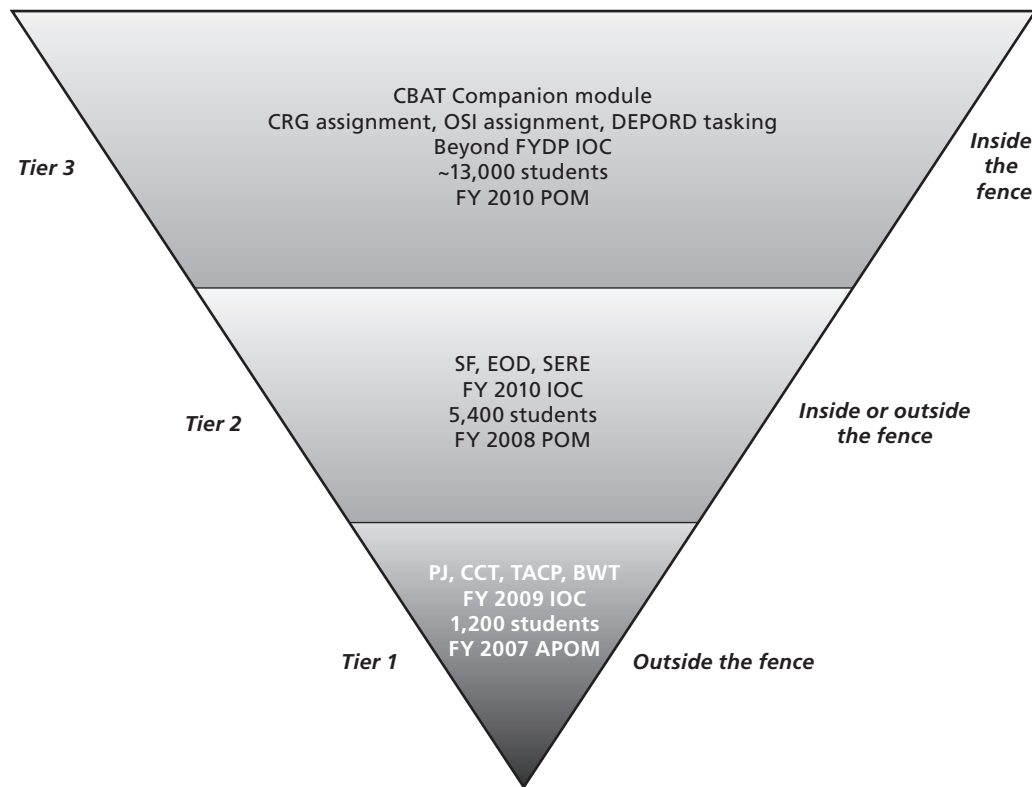 CBAT Companion module
CRG assignment, OSI assignment, DEPORD tasking
Beyond FYDP IOC
~13,000 students
FY 2010 POM
Tier 3
Inside
the
fence
SF, EOD, SERE
FY 2010 IOC
5,400 students
FY 2008 POM
Tier 2
Inside or outside
the fence
PJ, CCT, TACP, BWT
FY 2009 IOC
1,200 students
FY 2007 APOM
Tier 1
Outside the fence